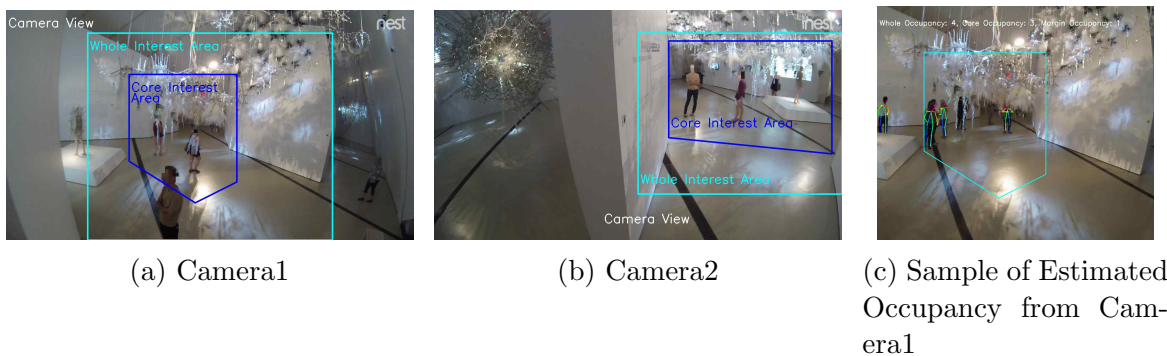 Camera View
nest
Whole Interest Area
Core Interest
Area
(a) Camera1
nest
Core Interest Area
Whole Interest Area
Camera View
(b) Camera2
Whole Occupancy: 4, Core Occupancy: 3, Margin Occupancy: 1
(c) Sample of Estimated
Occupancy from Cam-
era1